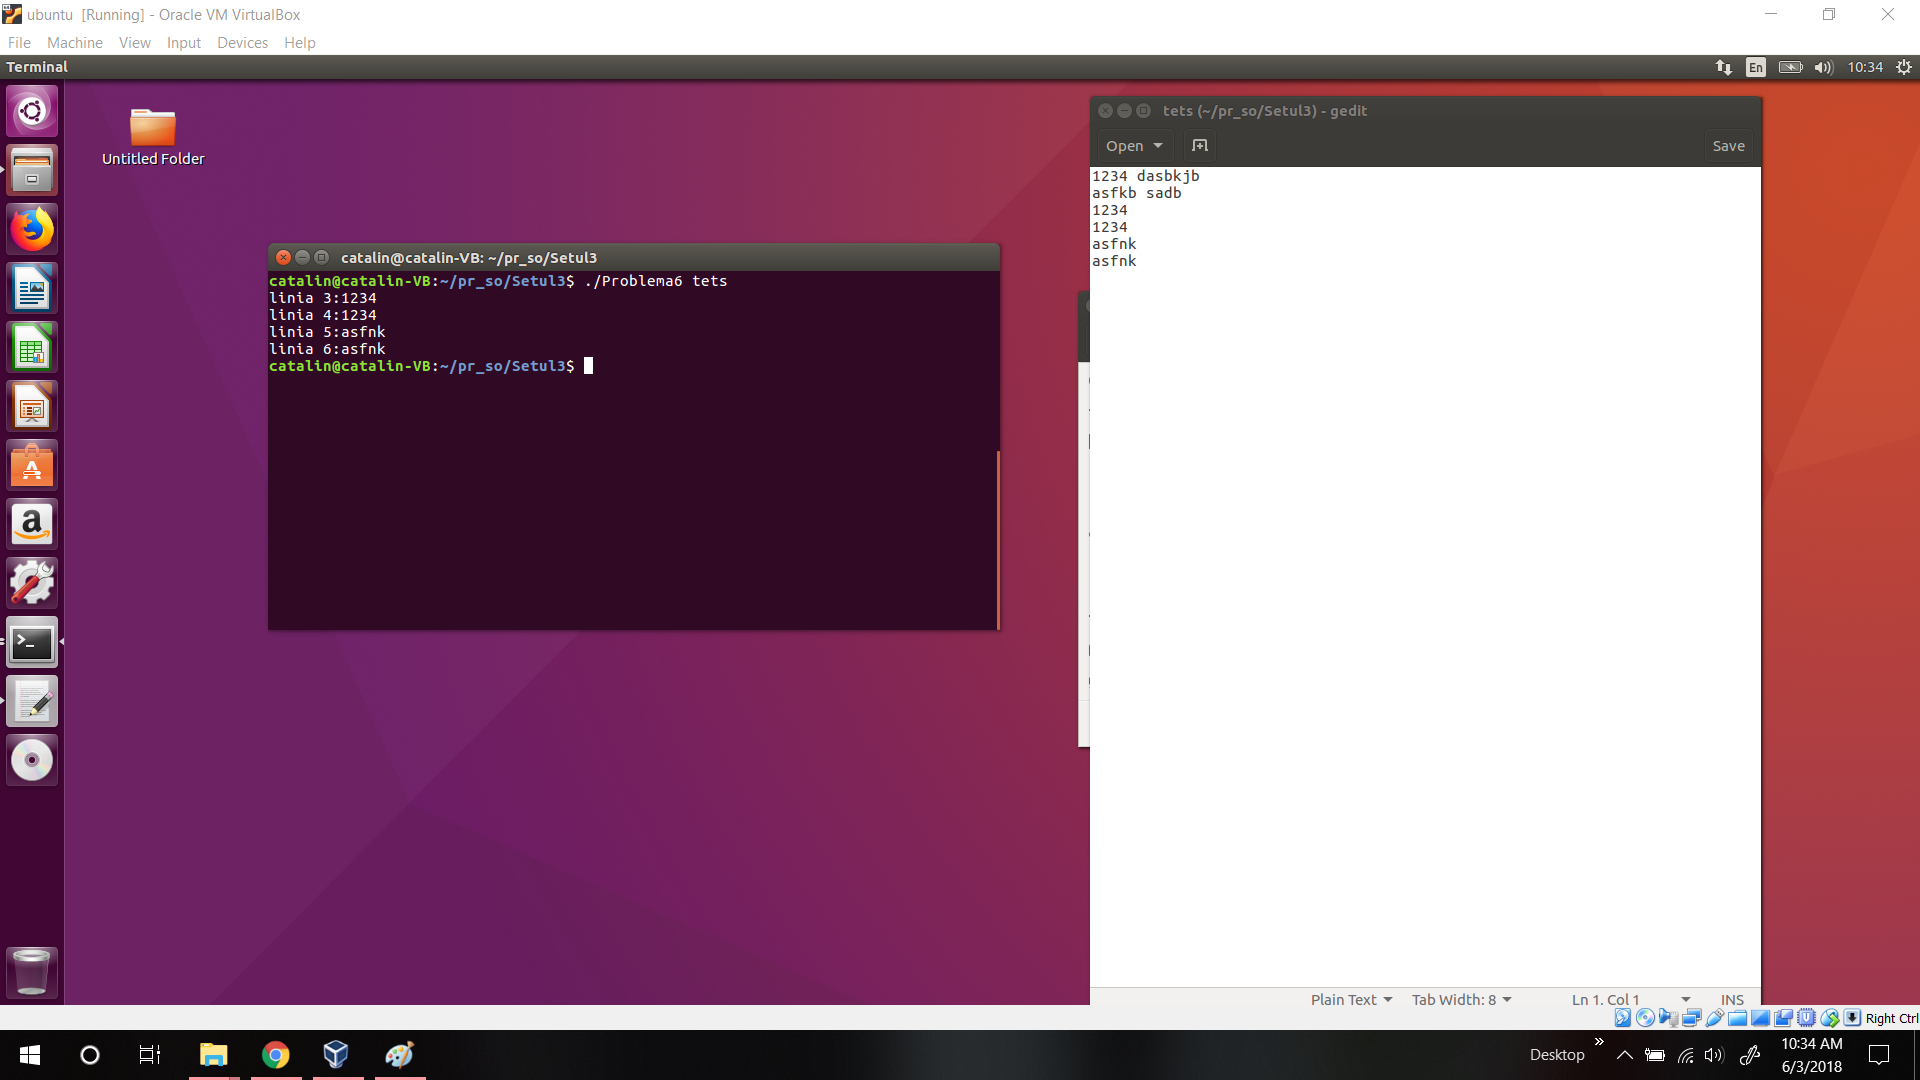 ubuntu [Running] - Oracle VM VirtualBox
File Machine View Input Devices Help
Terminal
En
10:34
Untitled Folder
catalin@catalin-VB: ~/pr_so/Setul3
catalin@catalin-VB:~/pr_so/Setul3$ ./Problema6 tets
linia 3:1234
linia 4:1234
linia 5:asfnk
linia 6:asfnk
catalin@catalin-VB:~/pr_so/Setul3$
tets (~/pr_so/Setul3) - gedit
Open
Save
1234 dasbkjb
asfkb sadb
1234
1234
asfnk
asfnk
Plain Text Tab Width: 8 Ln 1, Col 1 INS
Right Ctrl
Desktop
10:34 AM
6/3/2018